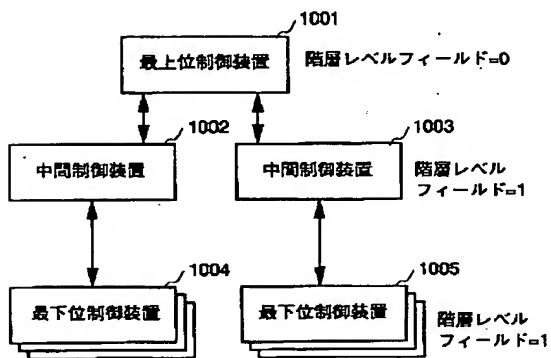 1001
最上位制御装置
階層レベルフィールド=0
1002
1003
中間制御装置
中間制御装置
階層レベル
フィールド=1
1004
1005
最下位制御装置
最下位制御装置
階層レベル
フィールド=1